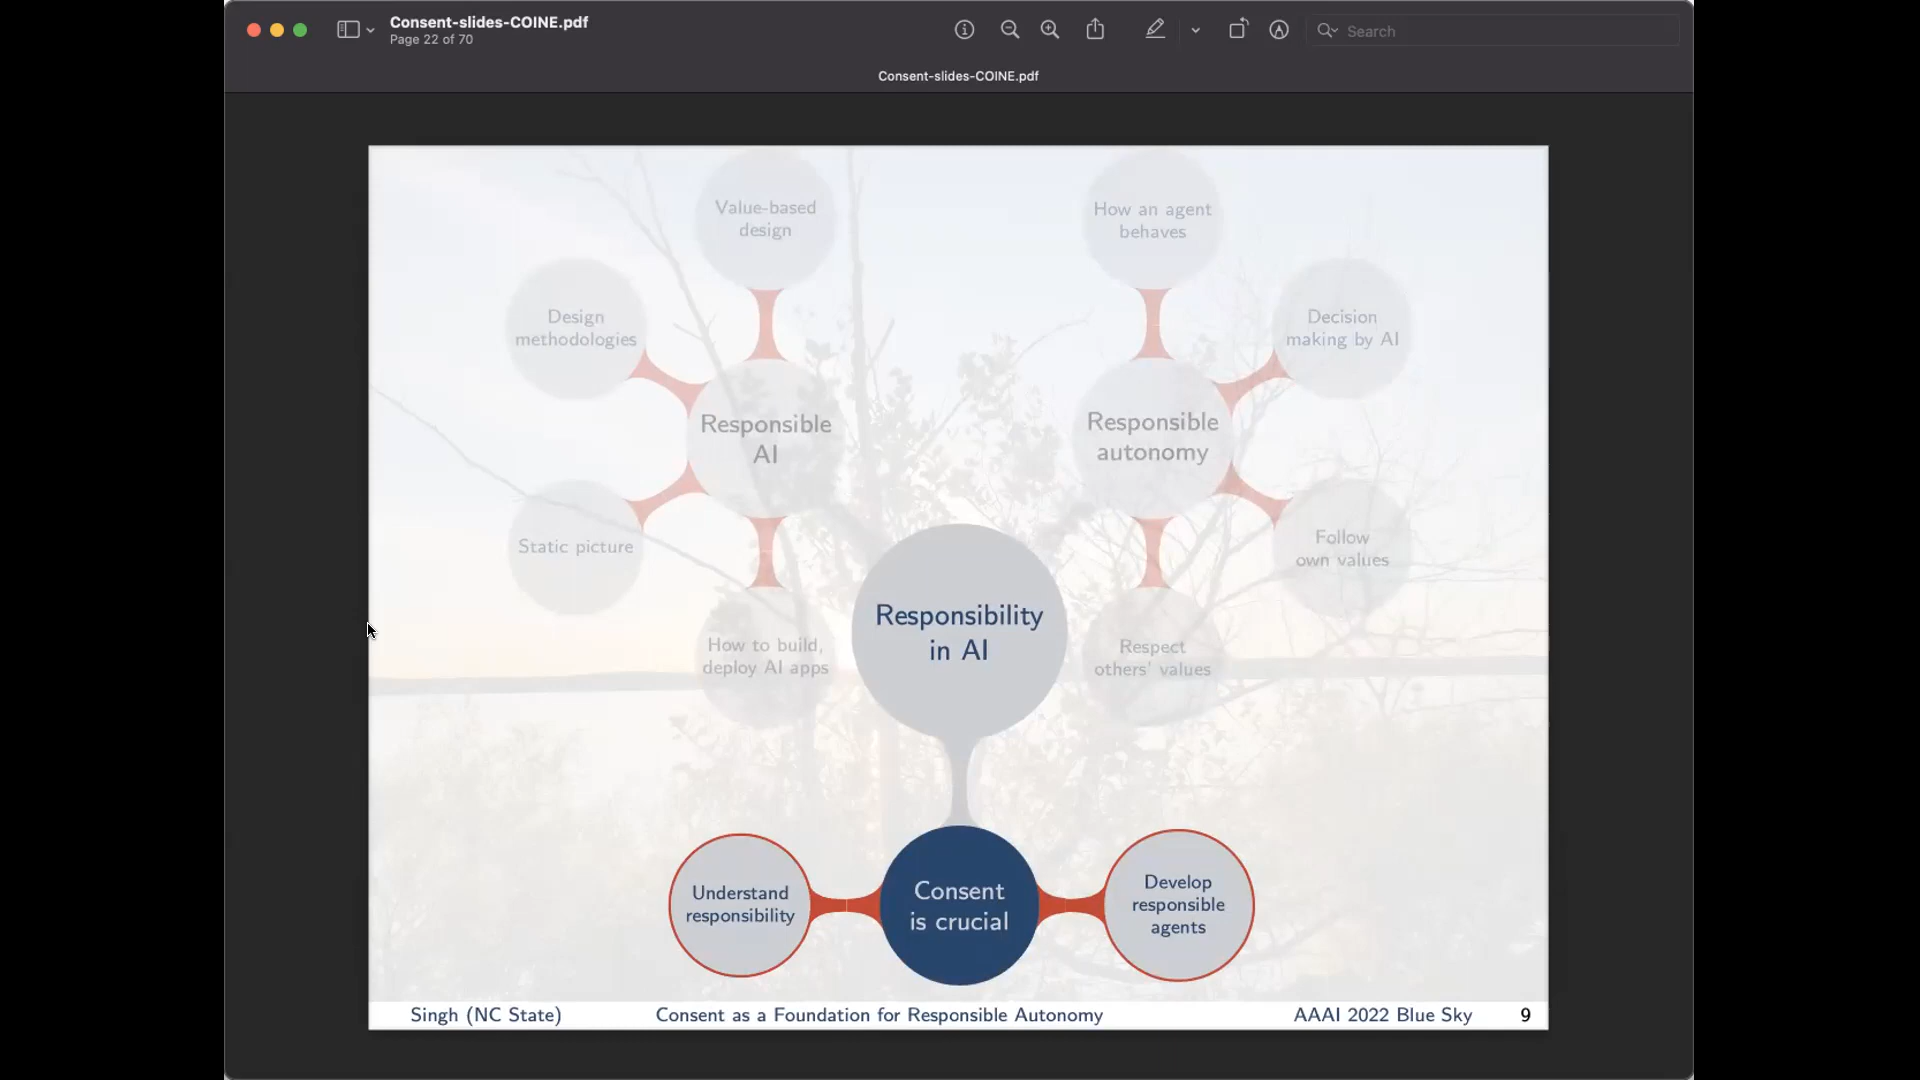 Consent-slides-COINE.pdf
Page 22 of 70
Search
Consent-slides-COINE.pdf
Value-based
design
How an agent
behaves
Design
methodologies
Decision
making by AI
Responsible
AI
Responsible
autonomy
Static picture
Follow
own values
Responsibility
in AI
How to build,
deploy AI apps
Respect
others' values
Understand
responsibility
Consent
is crucial
Develop
responsible
agents
Singh (NC State)
Consent as a Foundation for Responsible Autonomy
AAAI 2022 Blue Sky
9